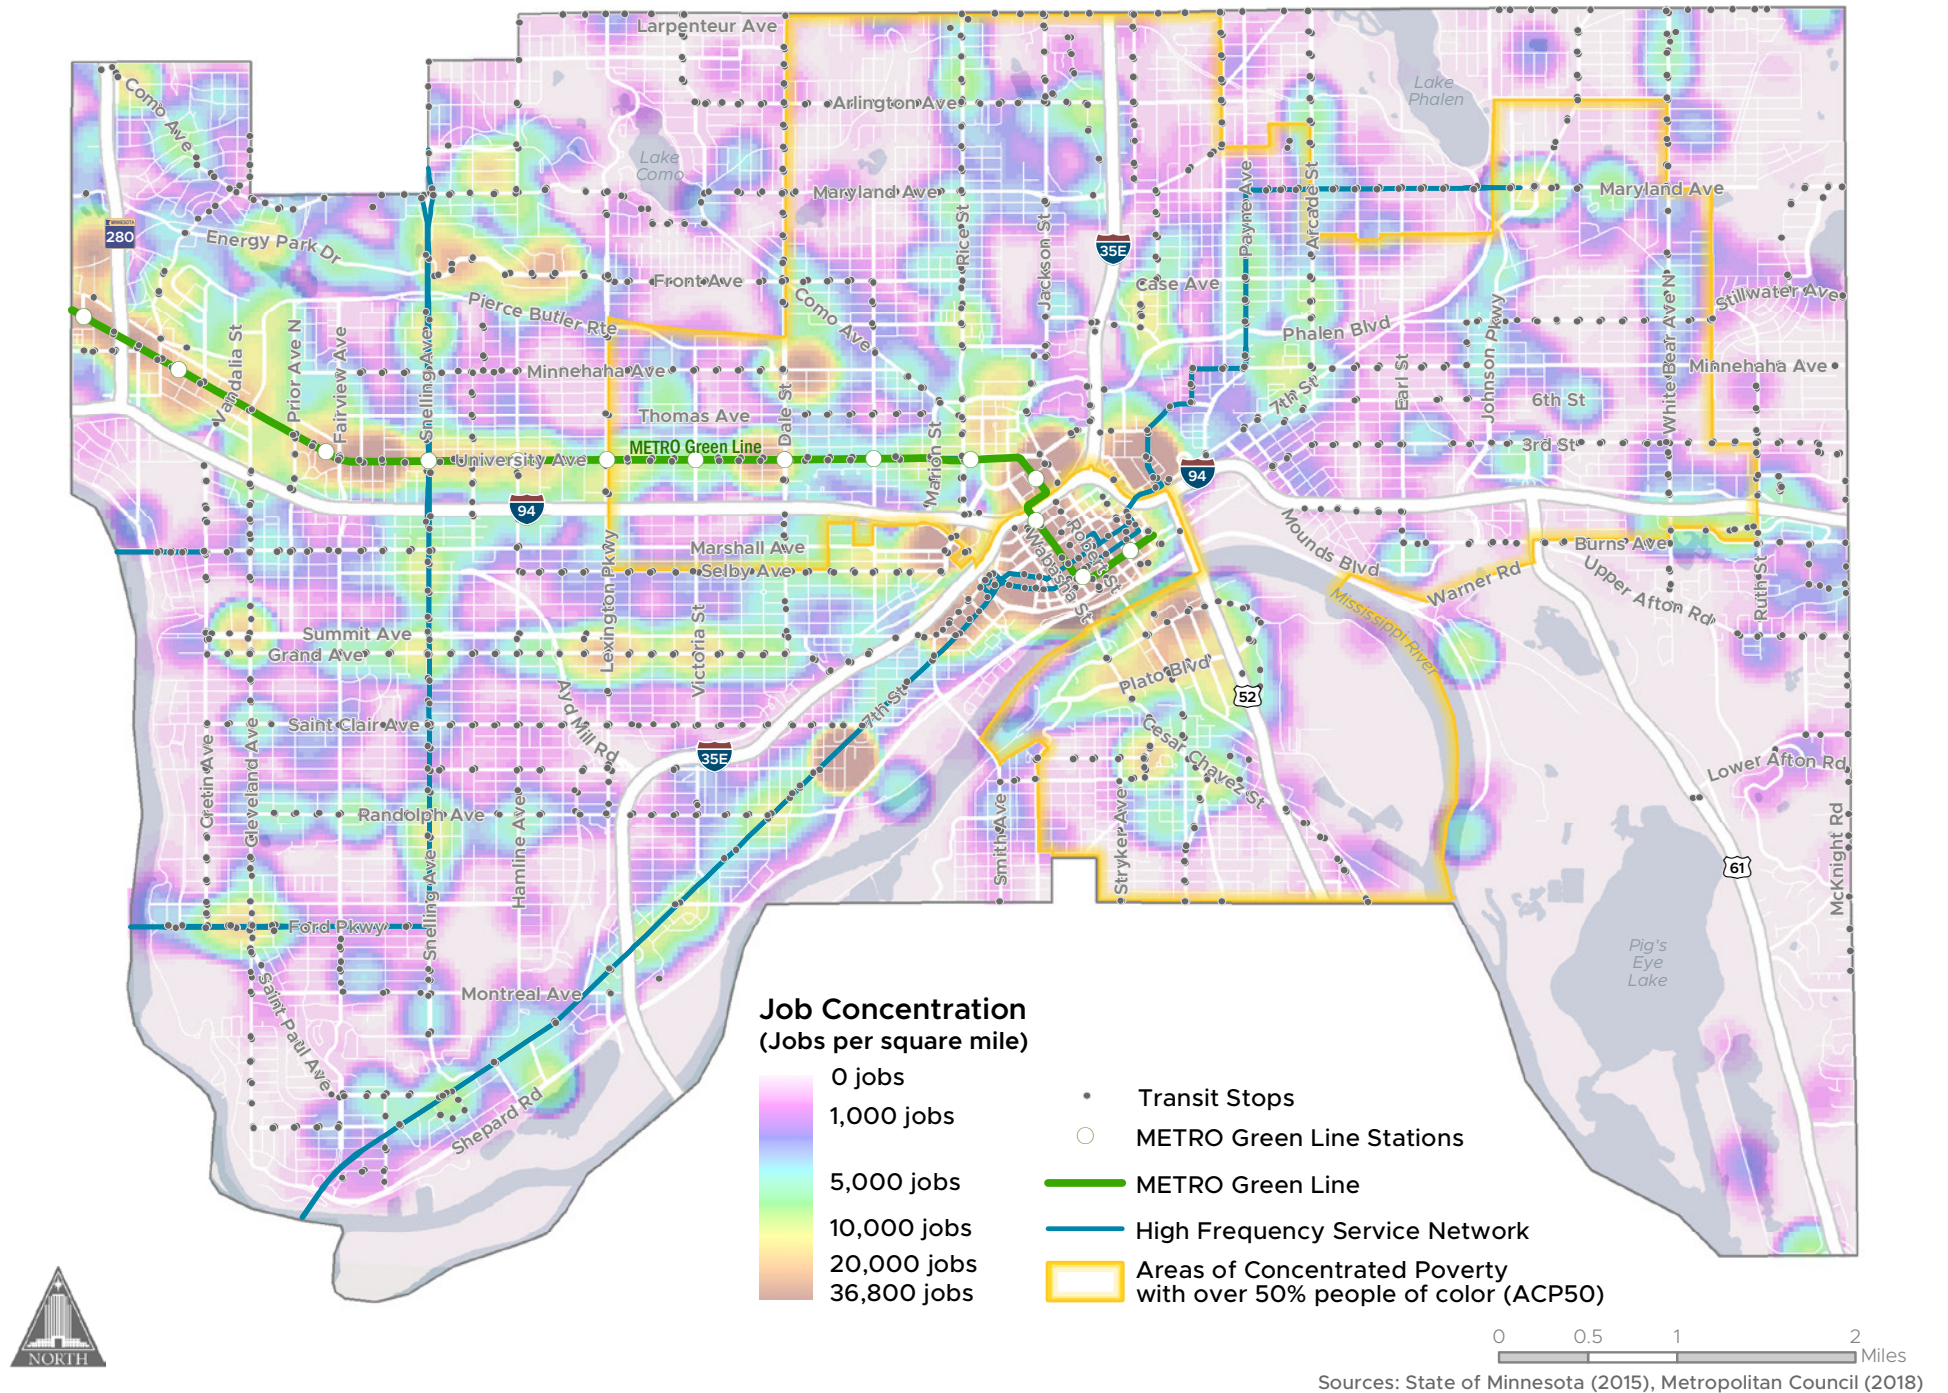 Larpenteur Ave
Como Ave
Lake
Phalen
Arlington Ave
Lake
Como
Maryland Ave
Maryland Ave
MINNESOTA
280
Energy Park Dr
Rice St
Jackson St
35E
Payne Ave
Arcade St
Front Ave
Case Ave
Pierce Butler Rte
Como Ave
Stillwater Ave
Phalen Blvd
Vandalia St
Prior Ave N
Fairview Ave
Snelling Ave
Minnehaha Ave
Dale St
Earl St
Johnson Pkwy
White Bear Ave N
Minnehaha Ave
7th St
6th St
Thomas Ave
METRO Green Line
University Ave
Marion St
3rd St
94
94
Marshall Ave
Selby Ave
Lexington Pkwy
Robert St
Wabasha St
Mounds Blvd
Burns Ave
Warner Rd
Upper Afton Rd
Ruth St
Mississippi River
Summit Ave
Grand Ave
Victoria St
Ayd Mill Rd
Plato Blvd
52
7th St
Saint Clair Ave
Cesar Chavez St
35E
Lower Afton Rd
Cretin Ave
Cleveland Ave
Randolph Ave
Hamline Ave
Snelling Ave
Smith Ave
Stryker Ave
McKnight Rd
61
Ford Pkwy
Pig's
Eye
Lake
Saint Paul Ave
Montreal Ave
Shepard Rd
Job Concentration
(Jobs per square mile)
0 jobs
1,000 jobs
5,000 jobs
10,000 jobs
20,000 jobs
36,800 jobs
Transit Stops
METRO Green Line Stations
METRO Green Line
High Frequency Service Network
Areas of Concentrated Poverty
with over 50% people of color (ACP50)
NORTH
0 0.5 1 2
Miles
Sources: State of Minnesota (2015), Metropolitan Council (2018)